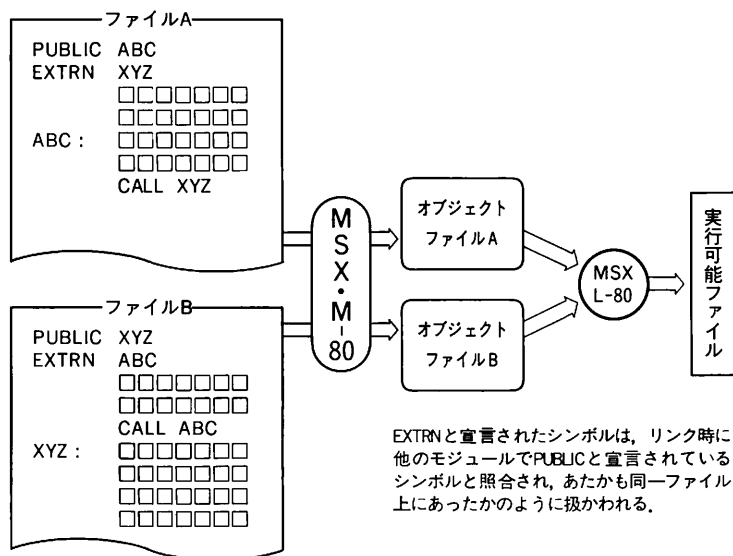 ファイルA
PUBLIC ABC
EXTRN XYZ
□□□□□□□
□□□□□□□
ABC : □□□□□□□
□□□□□□□
CALL XYZ
ファイルB
PUBLIC XYZ
EXTRN ABC
□□□□□□□
□□□□□□□
CALL ABC
XYZ : □□□□□□□
□□□□□□□
□□□□□□□
□□□□□□□
MSX・M-80
オブジェクト
ファイルA
オブジェクト
ファイルB
MSX
L-80
実行可能ファイル
EXTRNと宣言されたシンボルは，リンク時に
他のモジュールでPUBLICと宣言されている
シンボルと照合され，あたかも同一ファイル
上にあったかのように扱かわれる．